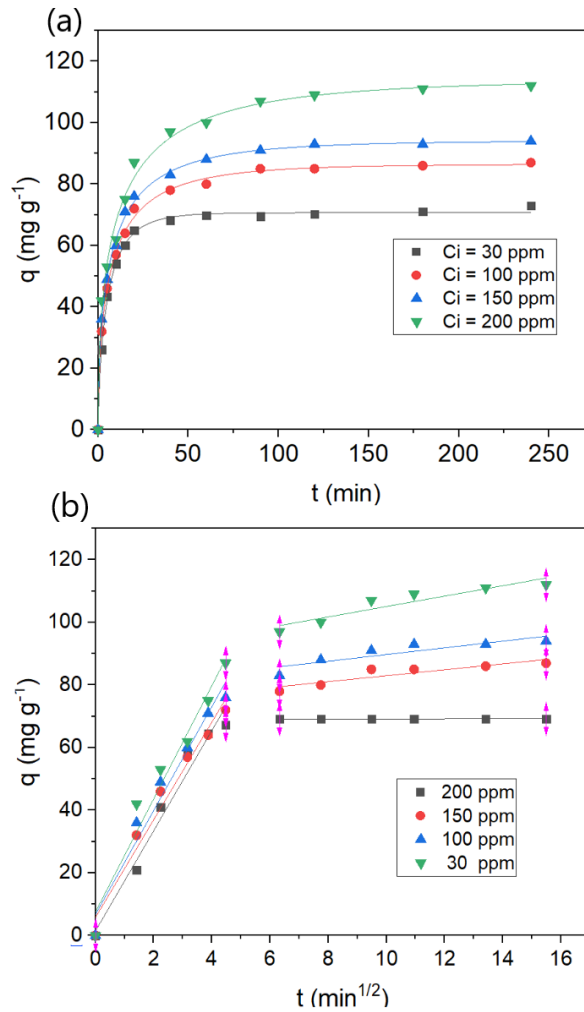 (a)
120
100
80
60
40
20
0
q (mg g⁻¹)
Ci = 30 ppm
Ci = 100 ppm
Ci = 150 ppm
Ci = 200 ppm
0 50 100 150 200 250
t (min)
(b)
120
100
80
60
40
20
0
q (mg g⁻¹)
200 ppm
150 ppm
100 ppm
30 ppm
0 2 4 6 8 10 12 14 16
t (min¹/²)